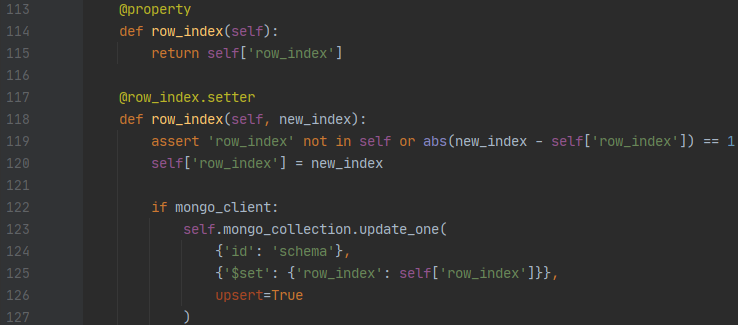 113 @property
114 def row_index(self):
115 return self['row_index']
116
117 @row_index.setter
118 def row_index(self, new_index):
119 assert 'row_index' not in self or abs(new_index - self['row_index']) == 1
120 self['row_index'] = new_index
121
122 if mongo_client:
123 self.mongo_collection.update_one(
124 {'id': 'schema'},
125 {'$set': {'row_index': self['row_index']}},
126 upsert=True
127 )